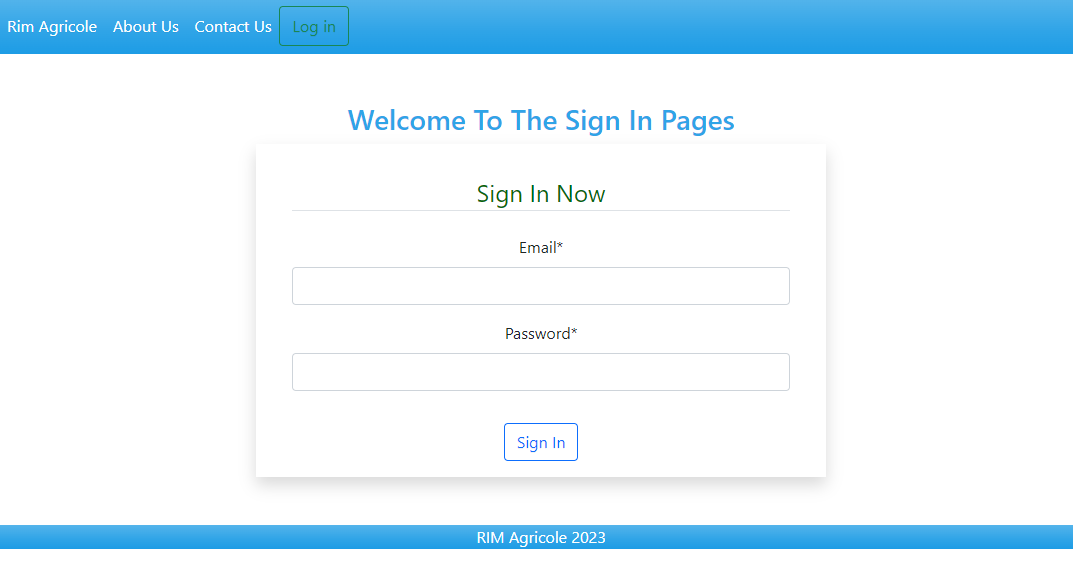 Rim Agricole About Us Contact Us Log in
Welcome To The Sign In Pages
Sign In Now
Email*
Password*
Sign In
RIM Agricole 2023